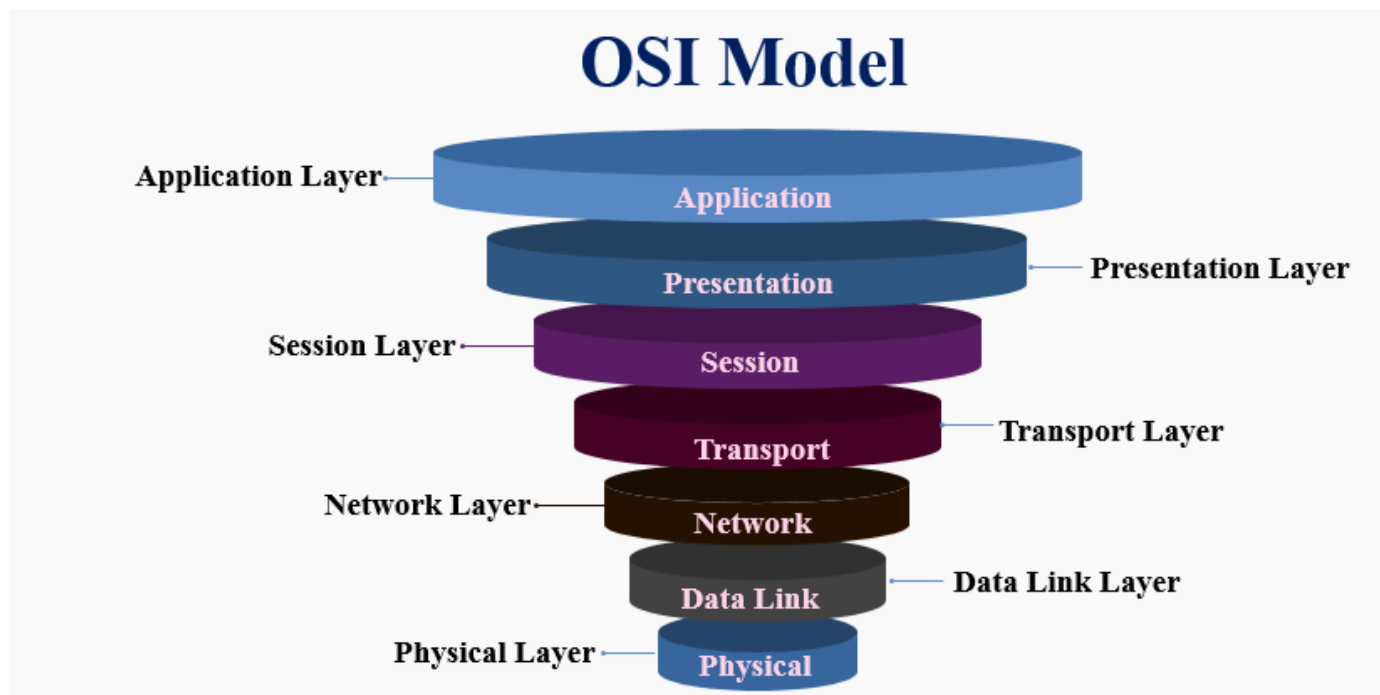 OSI Model
Application Layer
Application
Presentation
Presentation Layer
Session Layer
Session
Transport
Transport Layer
Network Layer
Network
Data Link
Data Link Layer
Physical Layer
Physical